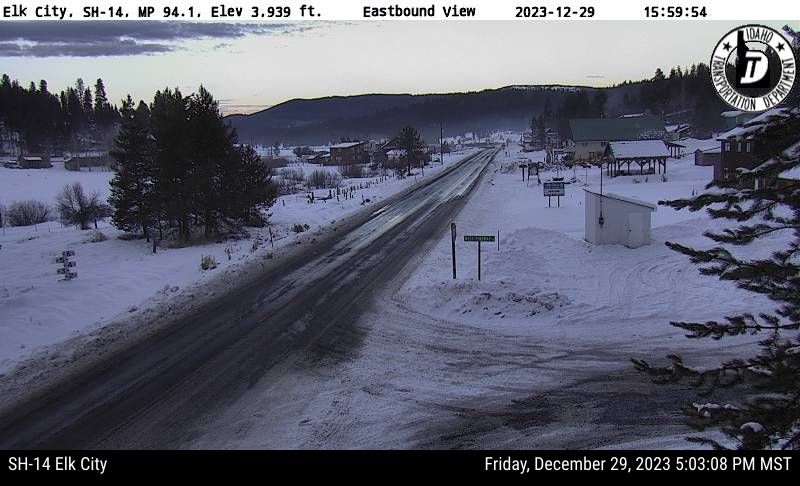 Elk City, SH-14, MP 94.1, Elev 3,939 ft. Eastbound View 2023-12-29 15:59:54
IDAHO
TRANSPORTATION DEPARTMENT
SH-14 Elk City Friday, December 29, 2023 5:03:08 PM MST